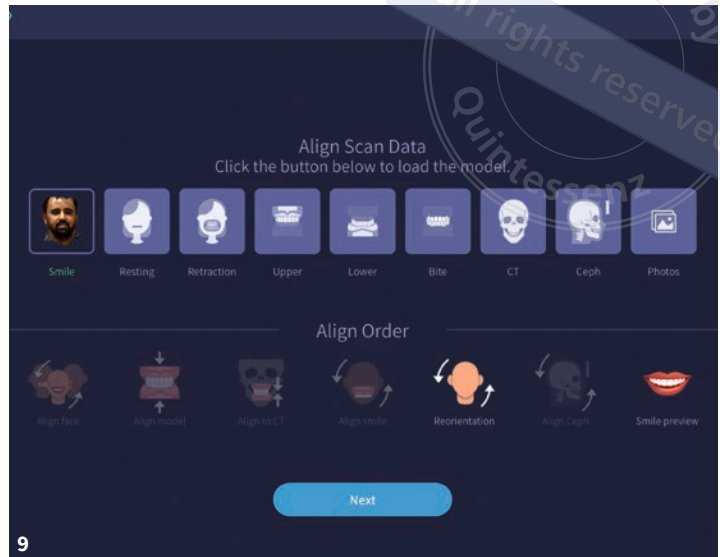 all rights reserved
by
Quintessenz
Align Scan Data
Click the button below to load the model.
Smile
Resting
Retraction
Upper
Lower
Bite
CT
Ceph
Photos
Align Order
Align face
Align model
Align to CT
Align smile
Reorientation
Align Ceph
Smile preview
Next
9